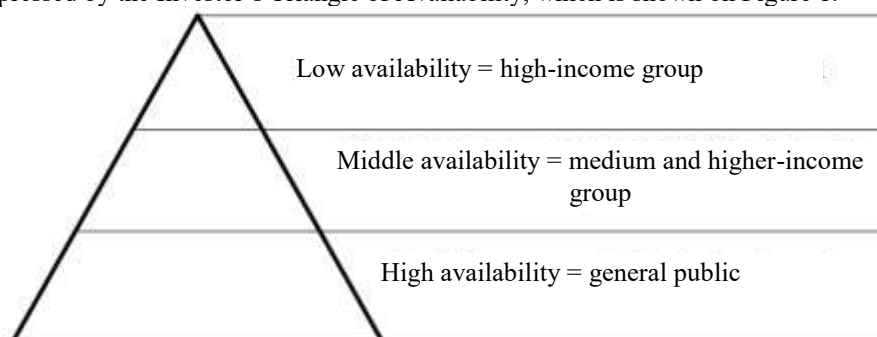 Low availability = high-income group
Middle availability = medium and higher-income
group
High availability = general public